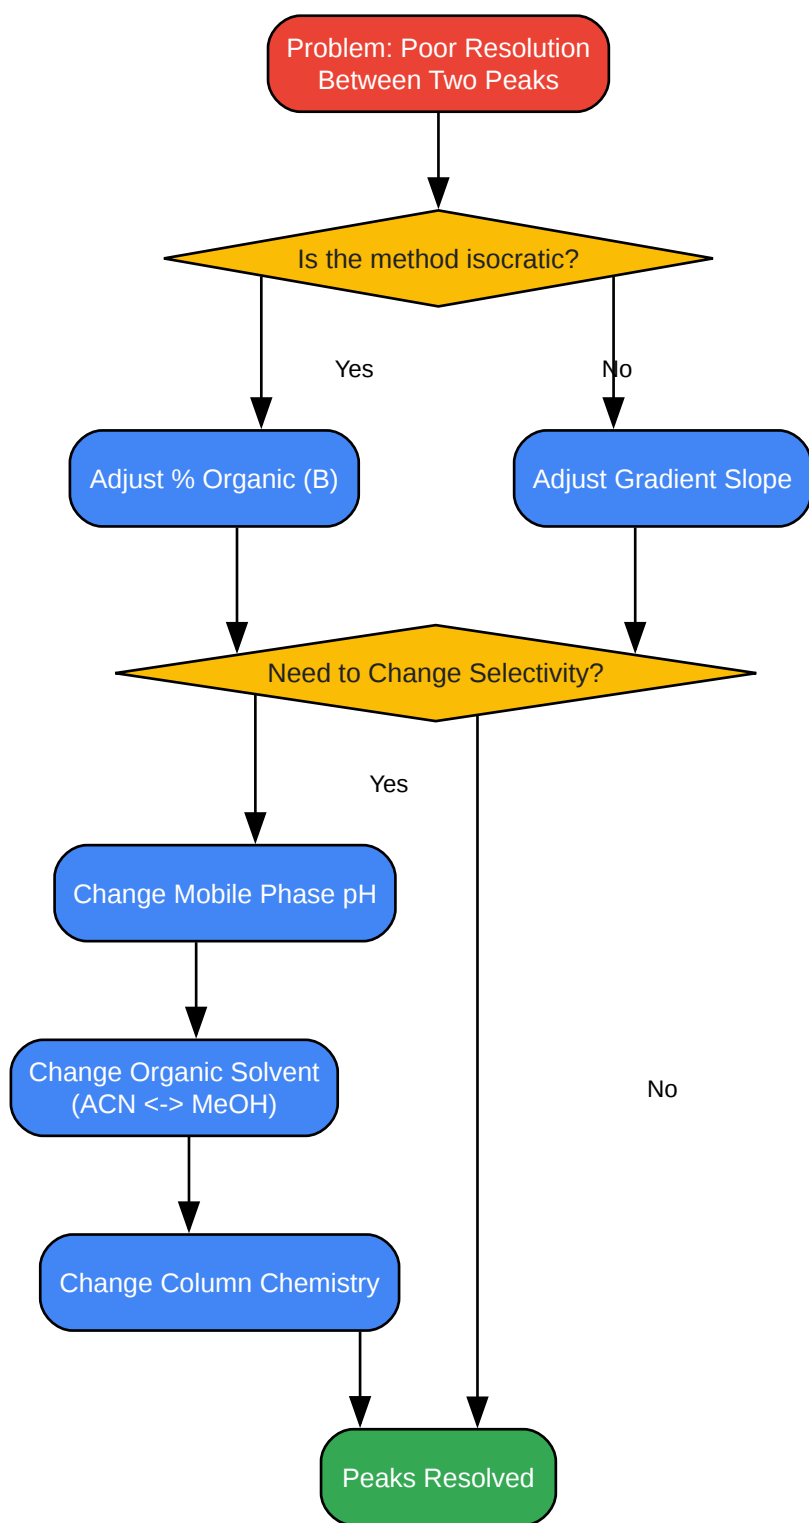 Problem: Poor Resolution
Between Two Peaks
Is the method isocratic?
Yes
No
Adjust % Organic (B)
Adjust Gradient Slope
Need to Change Selectivity?
Yes
Change Mobile Phase pH
Change Organic Solvent
(ACN <-> MeOH)
No
Change Column Chemistry
Peaks Resolved